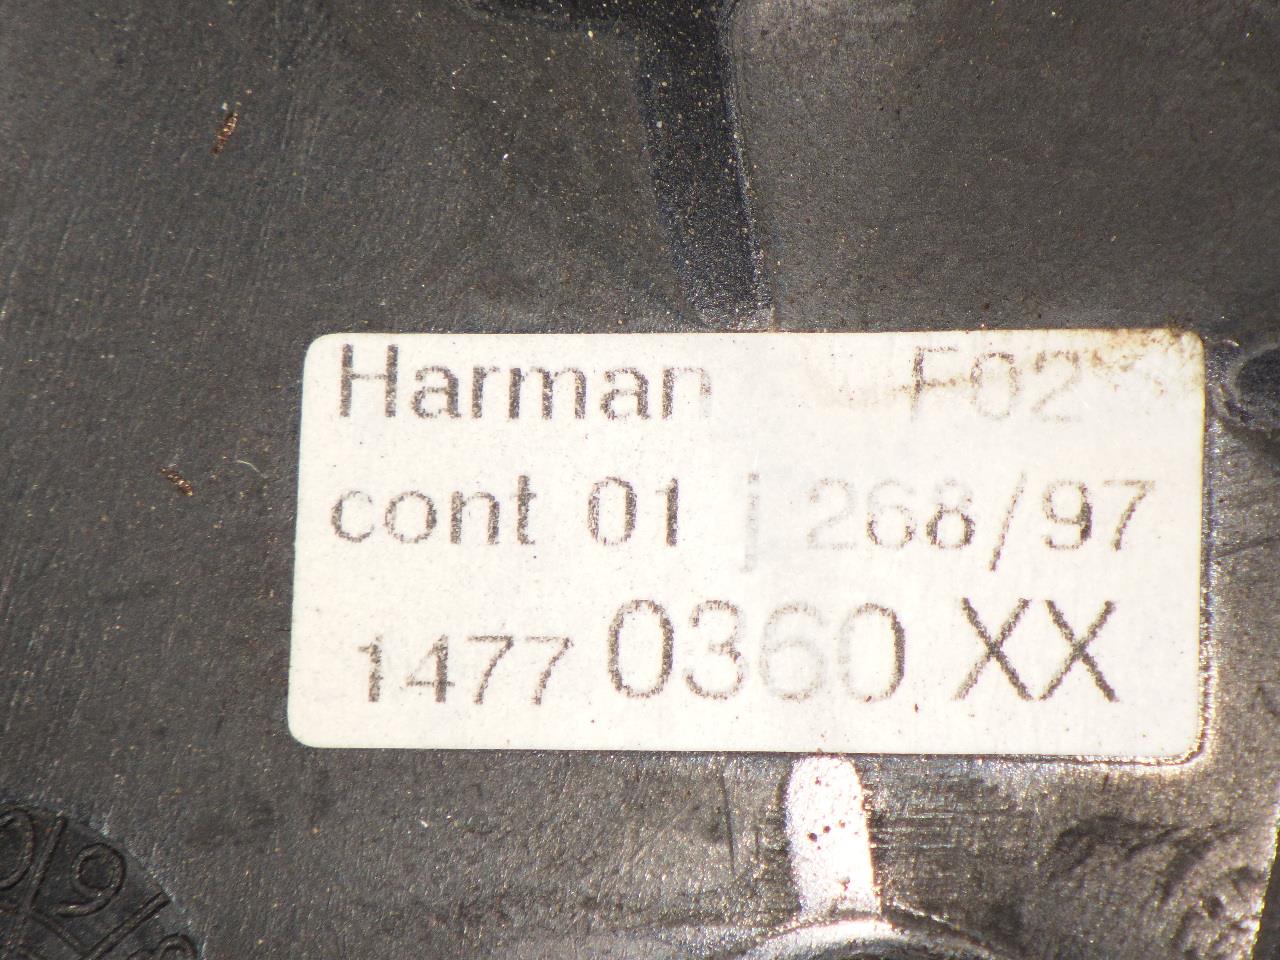 Harman F02
cont 01 j 268/97
1477 0360 XX